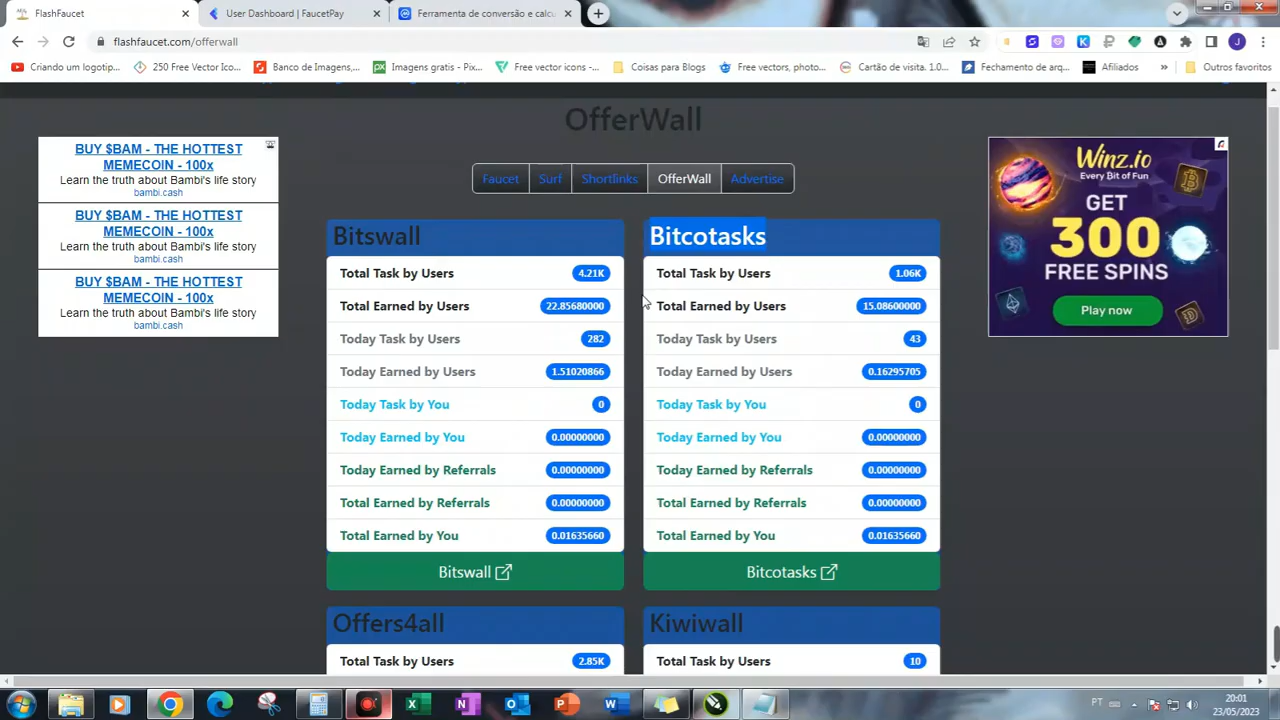 FlashFaucet
User Dashboard | FaucetPay
Ferramenta de conversão e calcu
flashfaucet.com/offerwall
Criando um logotip...
250 Free Vector Ico...
Banco de Imagens,...
Imagens gratis - Pix...
Free vector icons -...
Coisas para Blogs
Free vectors, photo...
Cartão de visita. 1.0...
Fechamento de arq...
Afiliados
»
Outros favoritos
OfferWall
BUY $BAM - THE HOTTEST
MEMECOIN - 100x
Learn the truth about Bambi's life story
bambi.cash
BUY $BAM - THE HOTTEST
MEMECOIN - 100x
Learn the truth about Bambi's life story
bambi.cash
BUY $BAM - THE HOTTEST
MEMECOIN - 100x
Learn the truth about Bambi's life story
bambi.cash
Faucet Surf Shortlinks OfferWall Advertise
Bitswall
Total Task by Users 4.21K
Total Earned by Users 22.85680000
Today Task by Users 282
Today Earned by Users 1.51020866
Today Task by You 0
Today Earned by You 0.00000000
Today Earned by Referrals 0.00000000
Total Earned by Referrals 0.00000000
Total Earned by You 0.01635660
Bitswall
Bitcotasks
Total Task by Users 1.06K
Total Earned by Users 15.08600000
Today Task by Users 43
Today Earned by Users 0.16295705
Today Task by You 0
Today Earned by You 0.00000000
Today Earned by Referrals 0.00000000
Total Earned by Referrals 0.00000000
Total Earned by You 0.01635660
Bitcotasks
Winz.io
Every Bit of Fun
GET
300
FREE SPINS
Play now
Offers4all
Total Task by Users 2.85K
Kiwiwall
Total Task by Users 10
PT
20:01
23/05/2023